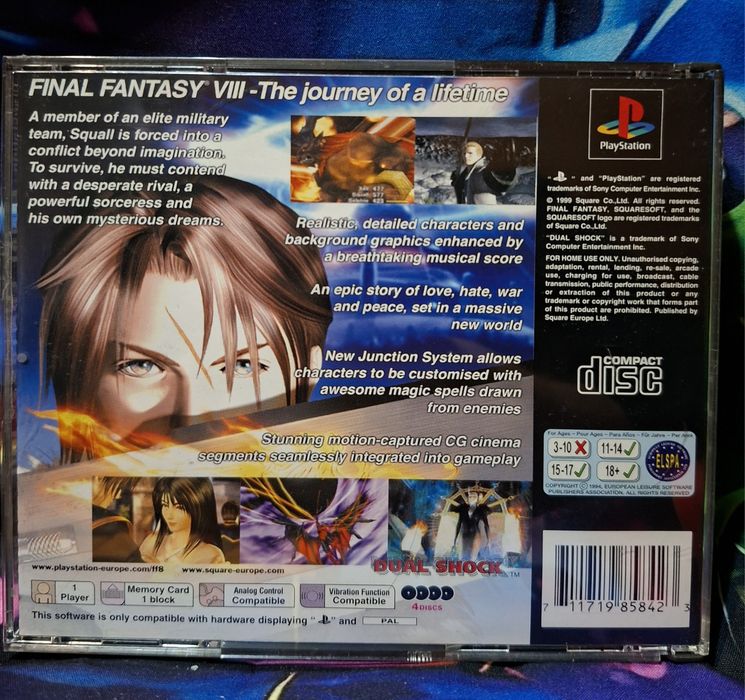 FINAL FANTASY® VIII -The journey of a lifetime
A member of an elite military
team, Squall is forced into a
conflict beyond imagination.
To survive, he must contend
with a desperate rival, a
powerful sorceress and
his own mysterious dreams.
Realistic, detailed characters and
background graphics enhanced by
a breathtaking musical score
An epic story of love, hate, war
and peace, set in a massive
new world
New Junction System allows
characters to be customised with
awesome magic spells drawn
from enemies
Stunning motion-captured CG cinema
segments seamlessly integrated into gameplay
www.playstation-europe.com/ff8 www.square-europe.com
DUAL SHOCK™
1
Player
Memory Card
1 block
Analog Control
Compatible
Vibration Function
Compatible
4 DISCS
This software is only compatible with hardware displaying " " and PAL
PlayStation
" " and "PlayStation" are registered
trademarks of Sony Computer Entertainment Inc.
© 1999 Square Co.,Ltd. All rights reserved.
FINAL FANTASY, SQUARESOFT, and the
SQUARESOFT logo are registered trademarks
of Square Co.,Ltd.
"DUAL SHOCK" is a trademark of Sony
Computer Entertainment Inc.
FOR HOME USE ONLY. Unauthorised copying,
adaptation, rental, lending, re-sale, arcade
use, charging for use, broadcast, cable
transmission, public performance, distribution
or extraction of this product or any
trademark or copyright work that forms part
of this product are prohibited. Published by
Square Europe Ltd.
COMPACT
disc
For Ages - Pour Ages - Para Años - Für Jahre - Per Anni
3-10 11-14
15-17 18+
ELSPA
COPYRIGHT © 1994, EUROPEAN LEISURE SOFTWARE
PUBLISHERS ASSOCIATION. ALL RIGHTS RESERVED
7 11719 85842 3